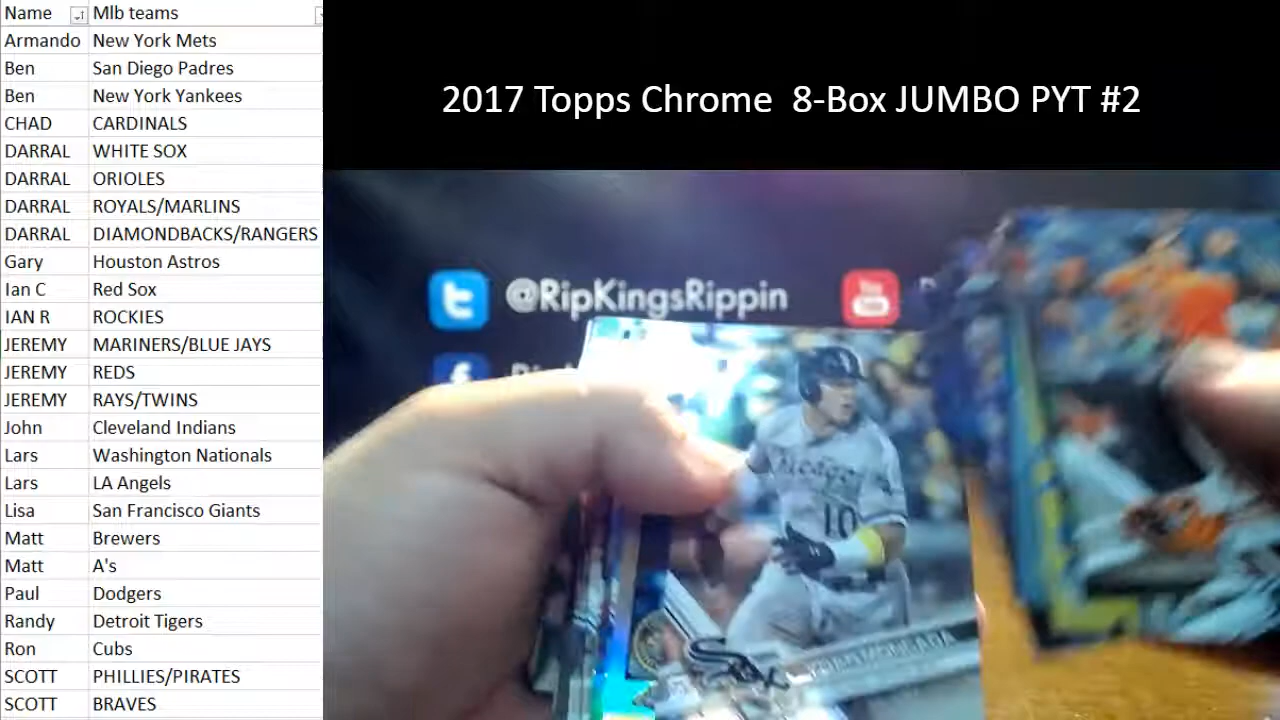 Name Mlb teams
Armando New York Mets
Ben San Diego Padres
Ben New York Yankees
CHAD CARDINALS
DARRAL WHITE SOX
DARRAL ORIOLES
DARRAL ROYALS/MARLINS
DARRAL DIAMONDBACKS/RANGERS
Gary Houston Astros
Ian C Red Sox
IAN R ROCKIES
JEREMY MARINERS/BLUE JAYS
JEREMY REDS
JEREMY RAYS/TWINS
John Cleveland Indians
Lars Washington Nationals
Lars LA Angels
Lisa San Francisco Giants
Matt Brewers
Matt A's
Paul Dodgers
Randy Detroit Tigers
Ron Cubs
SCOTT PHILLIES/PIRATES
SCOTT BRAVES
2017 Topps Chrome 8-Box JUMBO PYT #2
@RipKingsRippin
You
Chicago
10
Sox